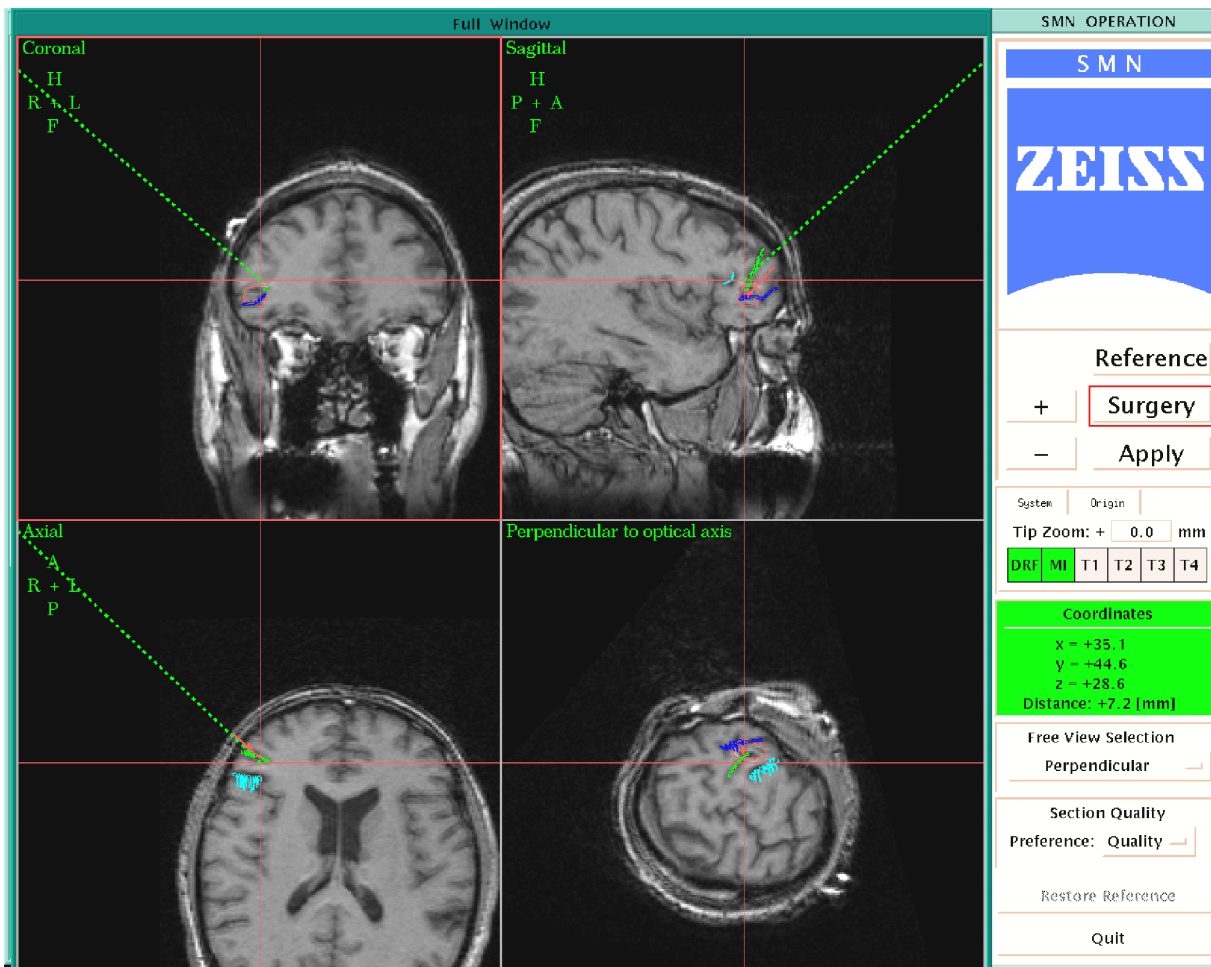 Full Window
SMN OPERATION
Coronal
H
R + L
F
Sagittal
H
P + A
F
SMN
ZEISS
Reference
+ Surgery
− Apply
System Origin
Tip Zoom: + 0.0 mm
DRF MI T1 T2 T3 T4
Axial
A
R + L
P
Perpendicular to optical axis
Coordinates
x = +35.1
y = +44.6
z = +28.6
Distance: +7.2 [mm]
Free View Selection
Perpendicular
Section Quality
Preference: Quality
Restore Reference
Quit